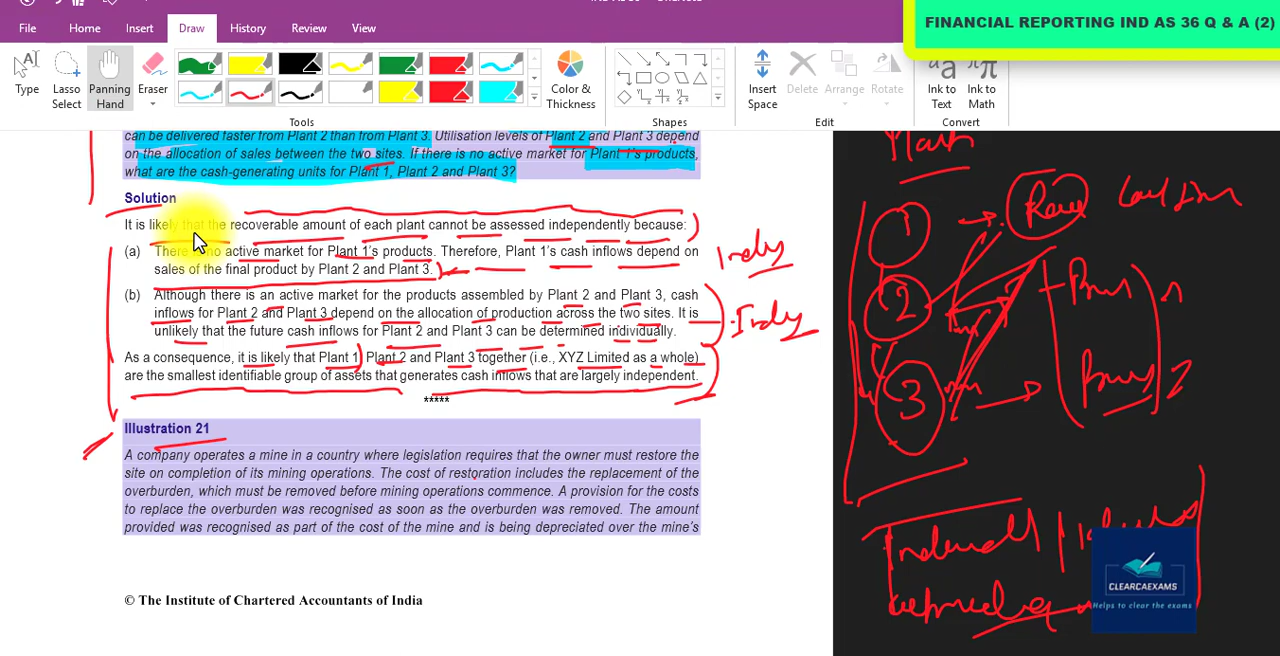 FINANCIAL REPORTING IND AS 36 Q & A (2)
File Home Insert Draw History Review View
Type Lasso Select Panning Hand Eraser Color & Thickness Insert Space Delete Arrange Rotate Ink to Text Ink to Math
Tools Shapes Edit Convert
can be delivered faster from Plant 2 than from Plant 3. Utilisation levels of Plant 2 and Plant 3 depend
on the allocation of sales between the two sites. If there is no active market for Plant 1's products,
what are the cash-generating units for Plant 1, Plant 2 and Plant 3?
Solution
It is likely that the recoverable amount of each plant cannot be assessed independently because:
(a) There is no active market for Plant 1's products. Therefore, Plant 1's cash inflows depend on
sales of the final product by Plant 2 and Plant 3.
(b) Although there is an active market for the products assembled by Plant 2 and Plant 3, cash
inflows for Plant 2 and Plant 3 depend on the allocation of production across the two sites. It is
unlikely that the future cash inflows for Plant 2 and Plant 3 can be determined individually.
As a consequence, it is likely that Plant 1, Plant 2 and Plant 3 together (i.e., XYZ Limited as a whole)
are the smallest identifiable group of assets that generates cash inflows that are largely independent.
*****
Illustration 21
A company operates a mine in a country where legislation requires that the owner must restore the
site on completion of its mining operations. The cost of restoration includes the replacement of the
overburden, which must be removed before mining operations commence. A provision for the costs
to replace the overburden was recognised as soon as the overburden was removed. The amount
provided was recognised as part of the cost of the mine and is being depreciated over the mine's
© The Institute of Chartered Accountants of India
1
2
3
CLEARCAEXAMS
Helps to clear the exams